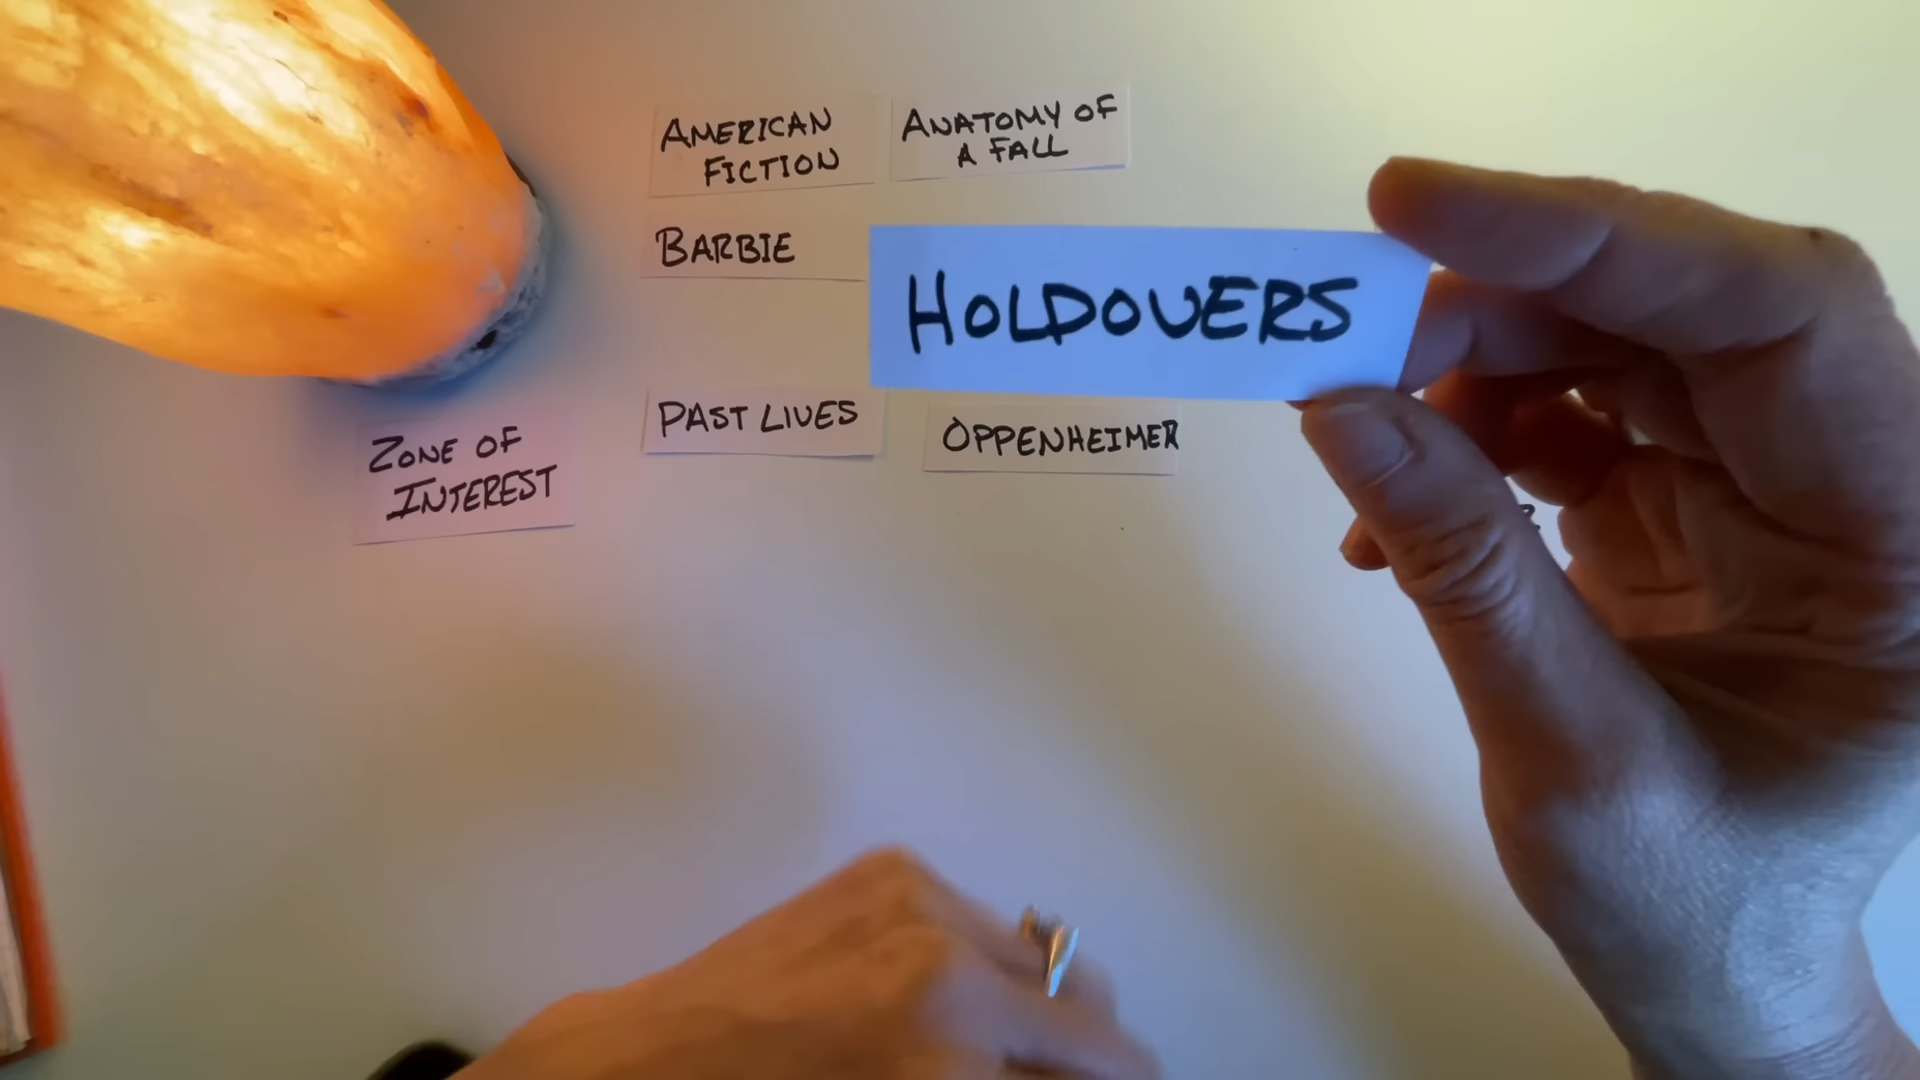 AMERICAN
FICTION
ANATOMY OF
A FALL
BARBIE
HOLDOVERS
PAST LIVES
OPPENHEIMER
ZONE OF
INTEREST